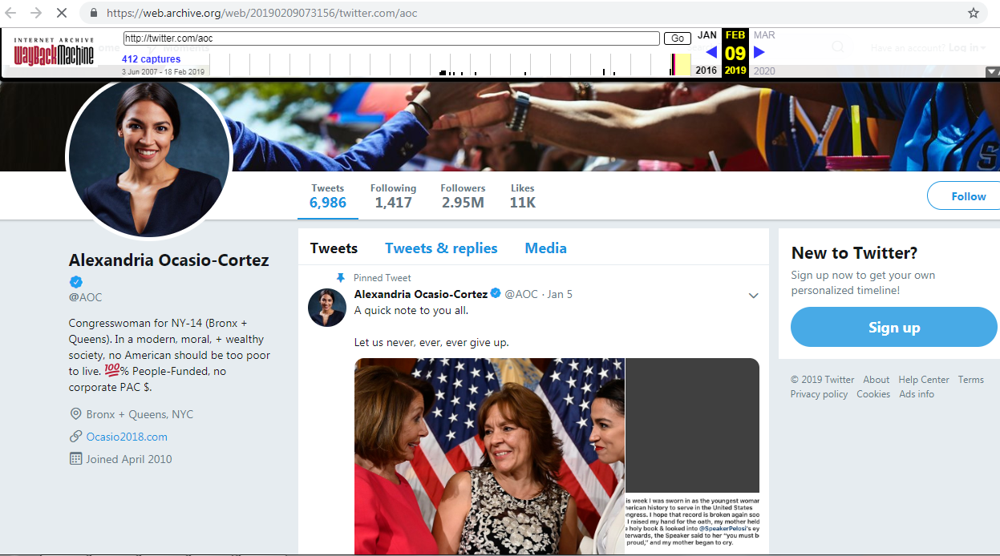 https://web.archive.org/web/20190209073156/twitter.com/aoc
INTERNET ARCHIVE
WayBackMachine
http://twitter.com/aoc
Go
JAN FEB MAR
412 captures
09
3 Jun 2007 - 18 Feb 2019
2016 2019 2020
Moments
Have an account? Log in
Tweets Following Followers Likes
6,986 1,417 2.95M 11K
Follow
Alexandria Ocasio-Cortez
@AOC
Congresswoman for NY-14 (Bronx +
Queens). In a modern, moral, + wealthy
society, no American should be too poor
to live. 💯% People-Funded, no
corporate PAC $.
Bronx + Queens, NYC
Ocasio2018.com
Joined April 2010
Tweets Tweets & replies Media
Pinned Tweet
Alexandria Ocasio-Cortez @AOC · Jan 5
A quick note to you all.
Let us never, ever, ever give up.
is week I was sworn in as the youngest womar
nerican history to serve in the United States
ngress. I hope that record is broken again soo
I raised my hand for the oath, my mother held
holy book & looked into @SpeakerPelosi's ey
terwards, the Speaker said to her "you must b
proud," and my mother began to cry.
New to Twitter?
Sign up now to get your own
personalized timeline!
Sign up
© 2019 Twitter About Help Center Terms
Privacy policy Cookies Ads info